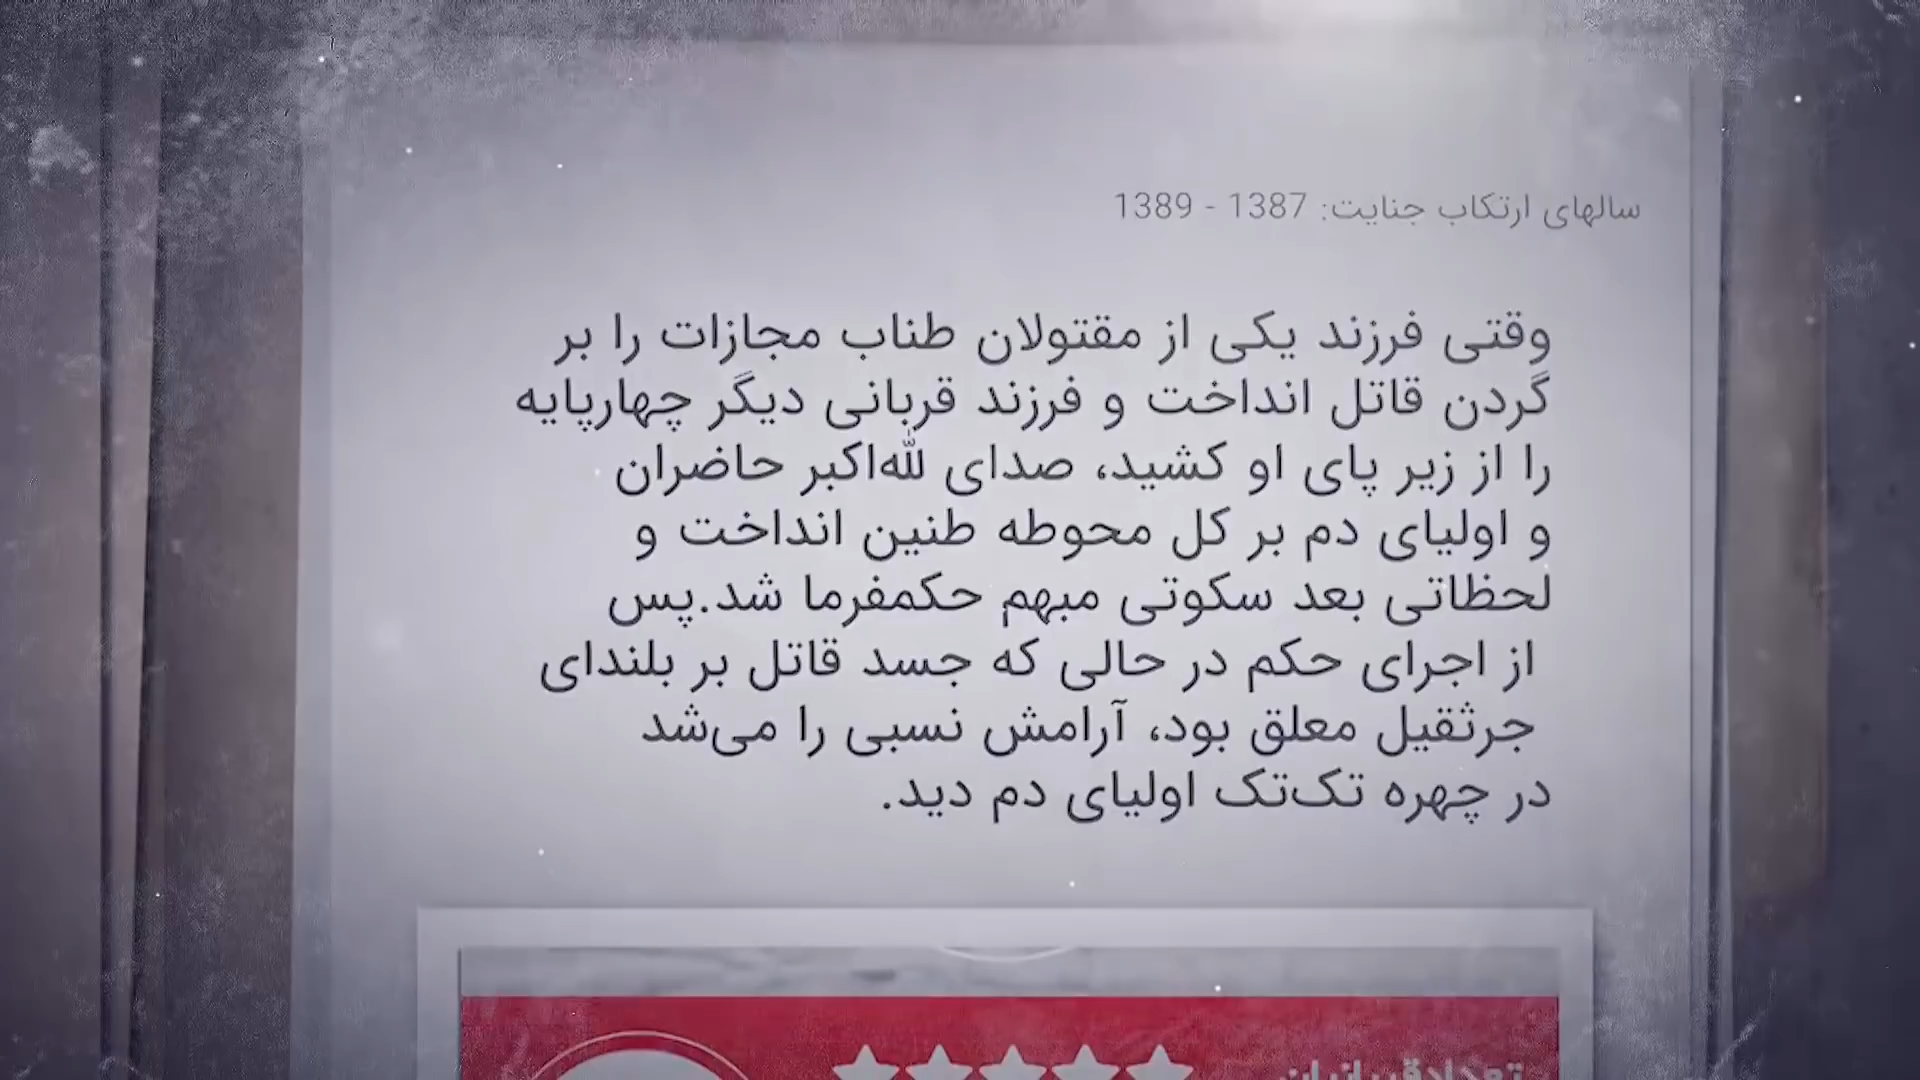 سالهای ارتکاب جنایت: 1387 - 1389
وقتی فرزند یکی از مقتولان طناب مجازات را بر
گردن قاتل انداخت و فرزند قربانی دیگر چهارپایه
را از زیر پای او کشید، صدای الله‌اکبر حاضران
و اولیای دم بر کل محوطه طنین انداخت و
لحظاتی بعد سکوتی مبهم حکمفرما شد.پس
از اجرای حکم در حالی که جسد قاتل بر بلندای
جرثقیل معلق بود، آرامش نسبی را می‌شد
در چهره تک‌تک اولیای دم دید.
تعدادقربانیان